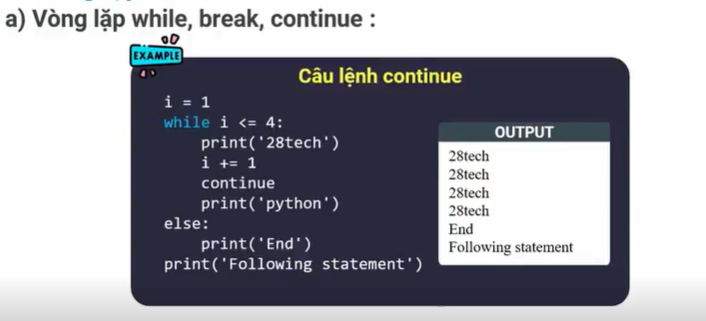 a) Vòng lặp while, break, continue :
EXAMPLE
Câu lệnh continue
i = 1
while i <= 4:
    print('28tech')
    i += 1
    continue
    print('python')
else:
    print('End')
print('Following statement')
OUTPUT
28tech
28tech
28tech
28tech
End
Following statement